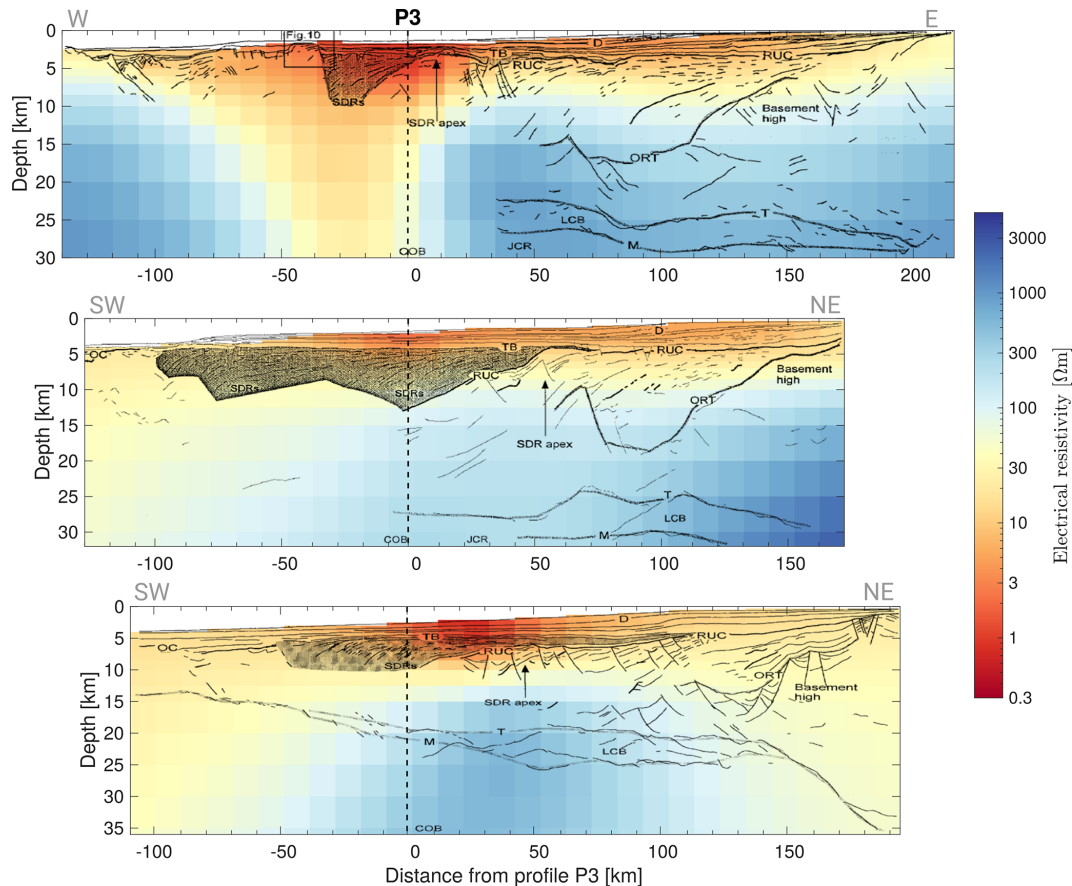 W P3 E
0
5
10
15
20
25
30
Depth [km]
Fig.10
D
TB
RUC
RUC
SDRs
SDR apex
Basement
high
ORT
LCB
T
JCR
M
COB
-100 -50 0 50 100 150 200
SW NE
0
5
10
15
20
25
30
Depth [km]
OC
TB
D
RUC
SDRs
RUC
SDRs
Basement
high
ORT
SDR apex
T
LCB
COB
JCR
M
-100 -50 0 50 100 150
SW NE
0
5
10
15
20
25
30
35
Depth [km]
D
TB
RUC
OC
RUC
SDRs
ORT
Basement
high
SDR apex
T
M
LCB
COB
-100 -50 0 50 100 150
Distance from profile P3 [km]
3000
1000
300
100
30
10
3
1
0.3
Electrical resistivity [Ωm]